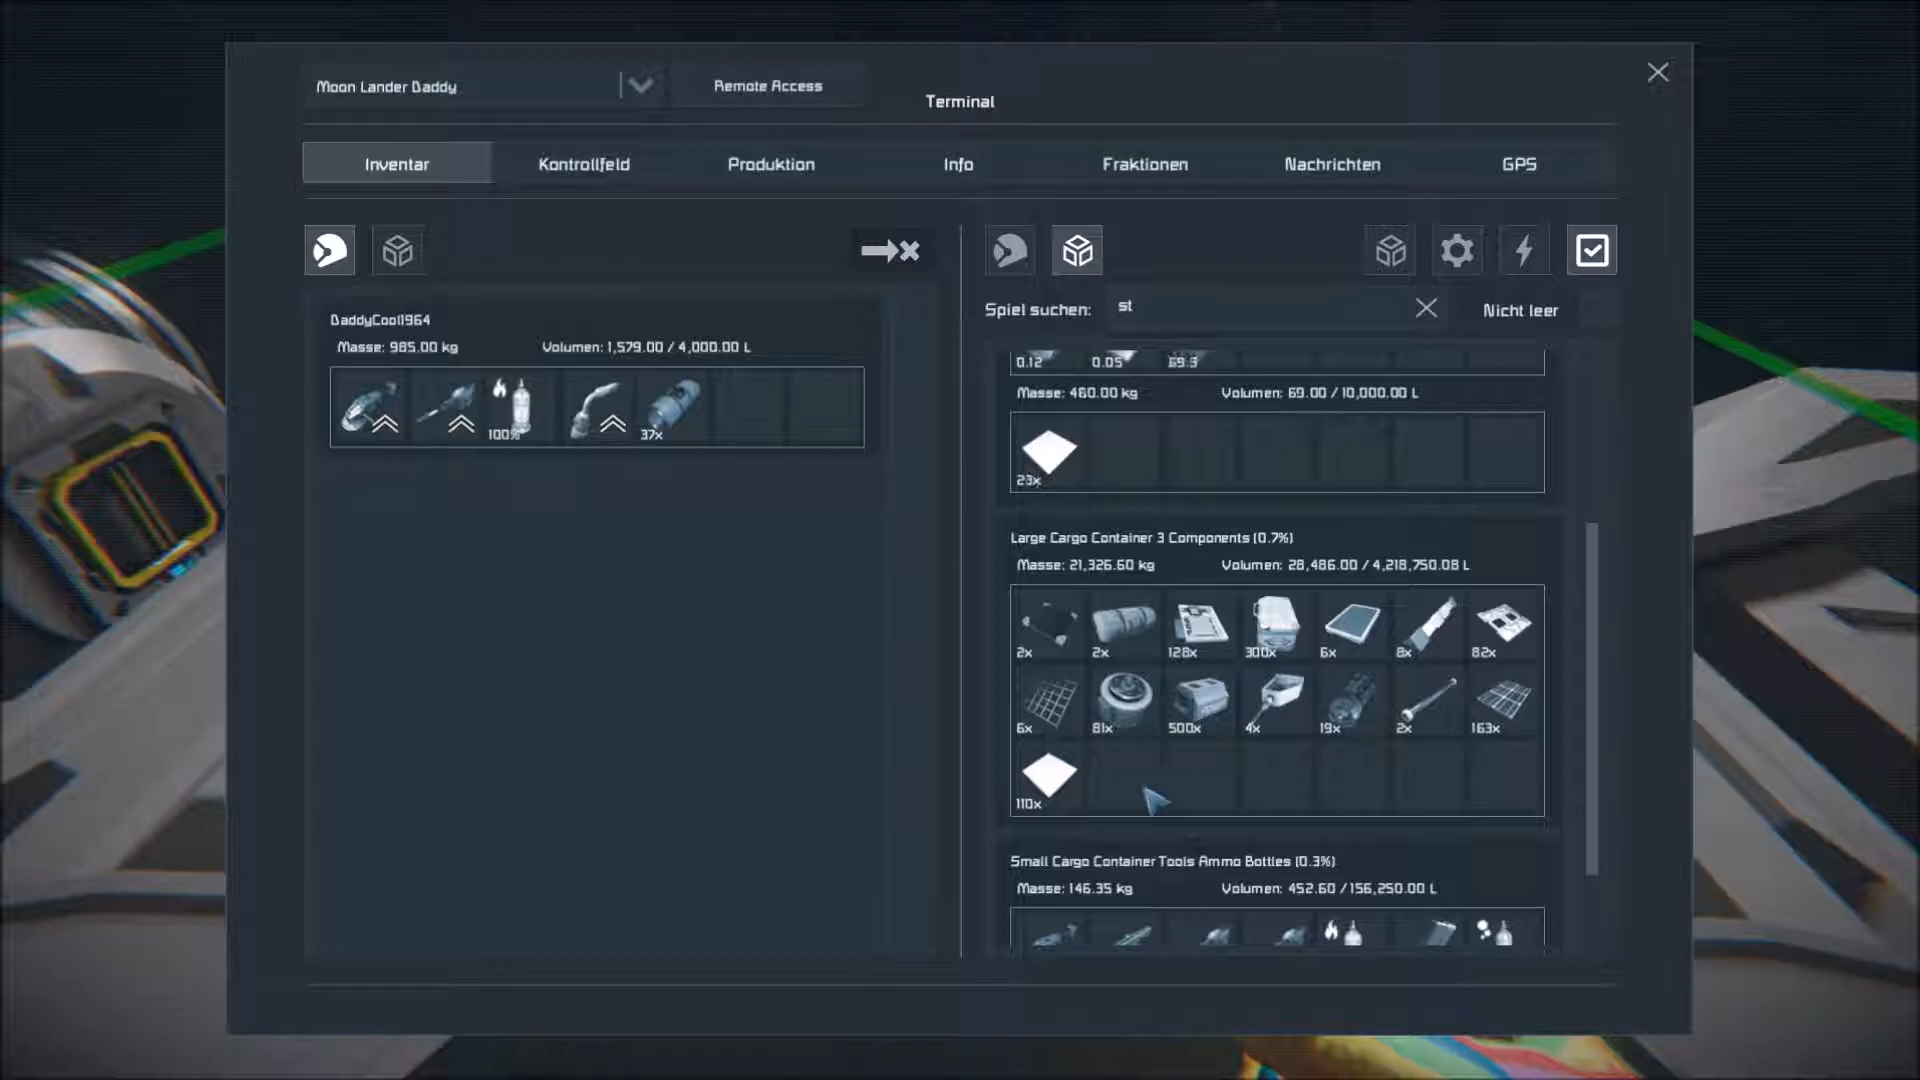 Moon Lander Daddy
Remote Access
Terminal
Inventar
Kontrollfeld
Produktion
Info
Fraktionen
Nachrichten
GPS
Spiel suchen:
st
Nicht leer
DaddyCool1964
Masse: 985.00 kg
Volumen: 1,579.00 / 4,000.00 L
100%
37x
0.12
0.05
69.3
Masse: 460.00 kg
Volumen: 69.00 / 10,000.00 L
23x
Large Cargo Container 3 Components (0.7%)
Masse: 21,326.60 kg
Volumen: 28,486.00 / 4,218,750.08 L
2x
2x
128x
300x
6x
8x
82x
6x
81x
500x
4x
19x
2x
163x
110x
Small Cargo Container Tools Ammo Bottles (0.3%)
Masse: 146.35 kg
Volumen: 452.60 / 156,250.00 L